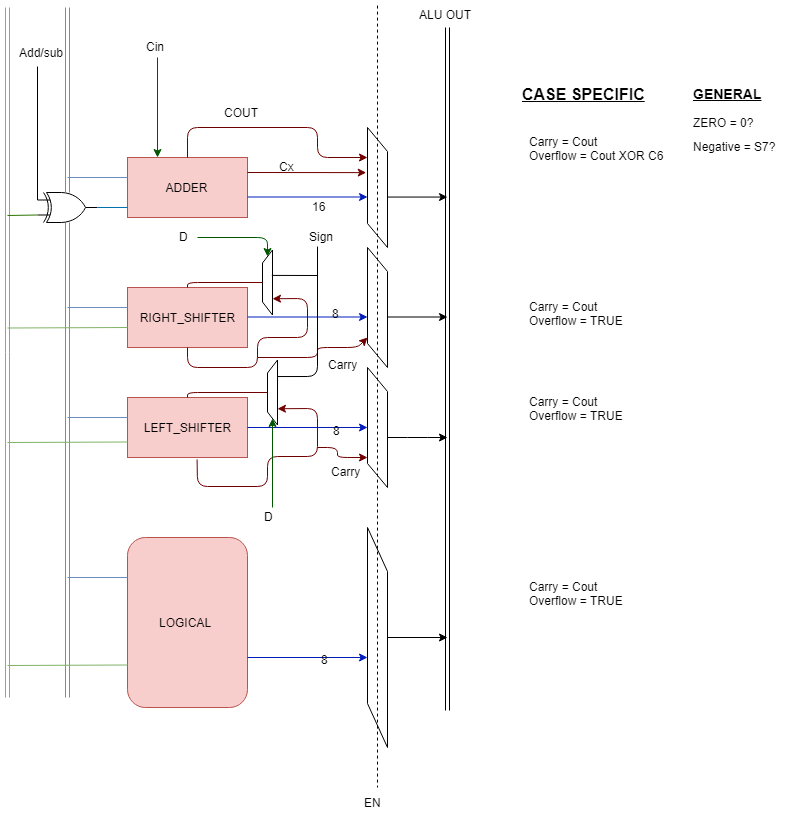 ALU OUT
Add/sub
Cin
CASE SPECIFIC
GENERAL
COUT
ZERO = 0?
Carry = Cout
Overflow = Cout XOR C6
Negative = S7?
Cx
ADDER
16
D
Sign
RIGHT_SHIFTER
8
Carry = Cout
Overflow = TRUE
Carry
LEFT_SHIFTER
8
Carry = Cout
Overflow = TRUE
Carry
D
LOGICAL
8
Carry = Cout
Overflow = TRUE
EN